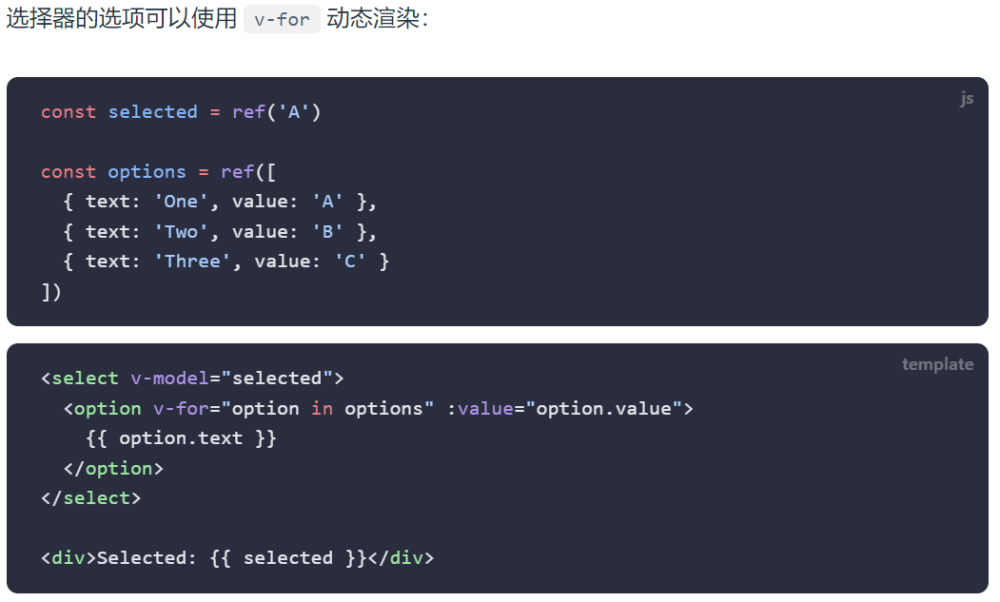 选择器的选项可以使用 v-for 动态渲染：
js
const selected = ref('A')
const options = ref([
  { text: 'One', value: 'A' },
  { text: 'Two', value: 'B' },
  { text: 'Three', value: 'C' }
])
template
<select v-model="selected">
  <option v-for="option in options" :value="option.value">
    {{ option.text }}
  </option>
</select>
<div>Selected: {{ selected }}</div>